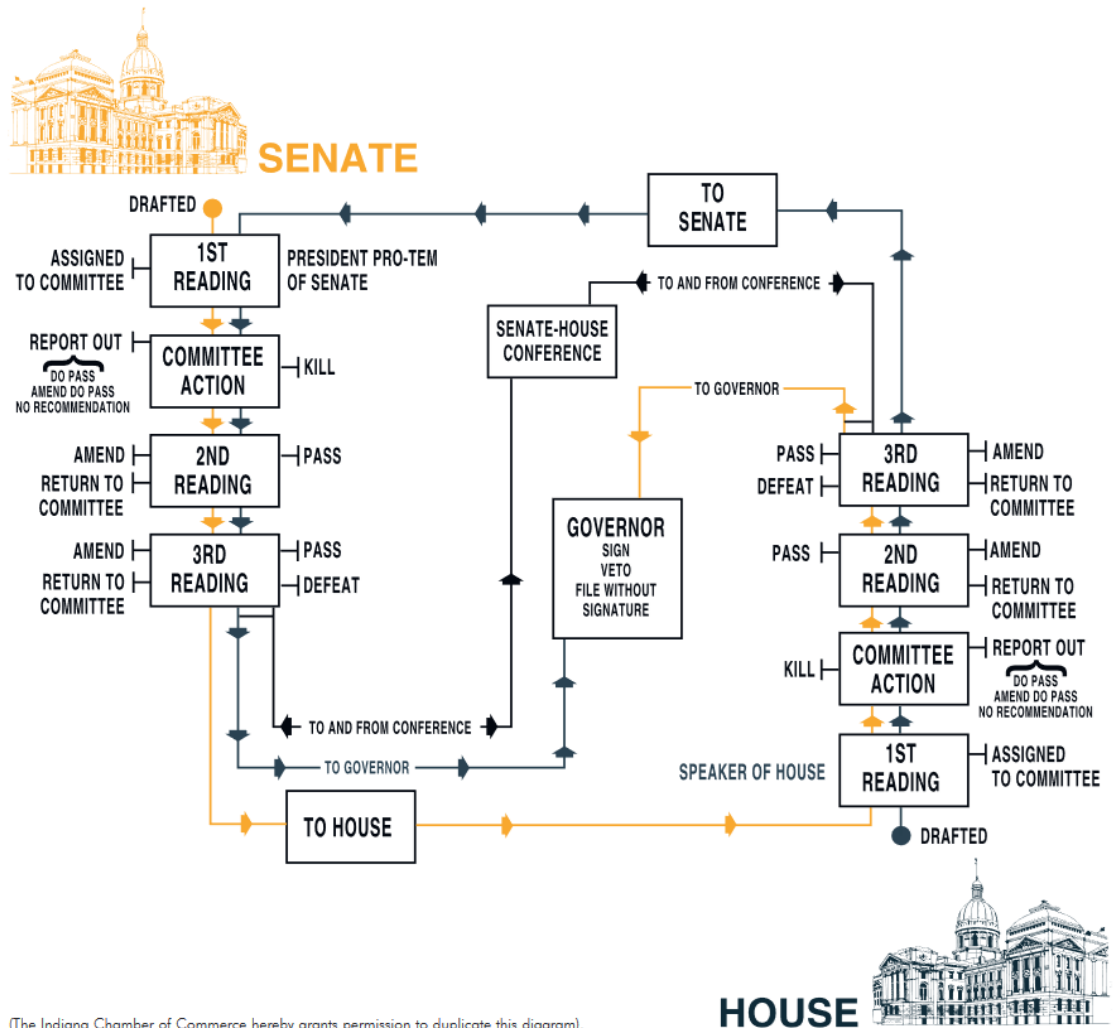 SENATE
DRAFTED
TO
SENATE
1ST
READING
ASSIGNED
TO COMMITTEE
PRESIDENT PRO-TEM
OF SENATE
TO AND FROM CONFERENCE
SENATE-HOUSE
CONFERENCE
REPORT OUT
DO PASS
AMEND DO PASS
NO RECOMMENDATION
COMMITTEE
ACTION
KILL
TO GOVERNOR
AMEND
RETURN TO
COMMITTEE
2ND
READING
PASS
AMEND
RETURN TO
COMMITTEE
3RD
READING
PASS
DEFEAT
GOVERNOR
SIGN
VETO
FILE WITHOUT
SIGNATURE
PASS
DEFEAT
3RD
READING
AMEND
RETURN TO
COMMITTEE
PASS
2ND
READING
AMEND
RETURN TO
COMMITTEE
KILL
COMMITTEE
ACTION
REPORT OUT
DO PASS
AMEND DO PASS
NO RECOMMENDATION
TO AND FROM CONFERENCE
TO GOVERNOR
SPEAKER OF HOUSE
1ST
READING
ASSIGNED
TO COMMITTEE
TO HOUSE
DRAFTED
HOUSE
(The Indiana Chamber of Commerce hereby grants permission to duplicate this diagram).